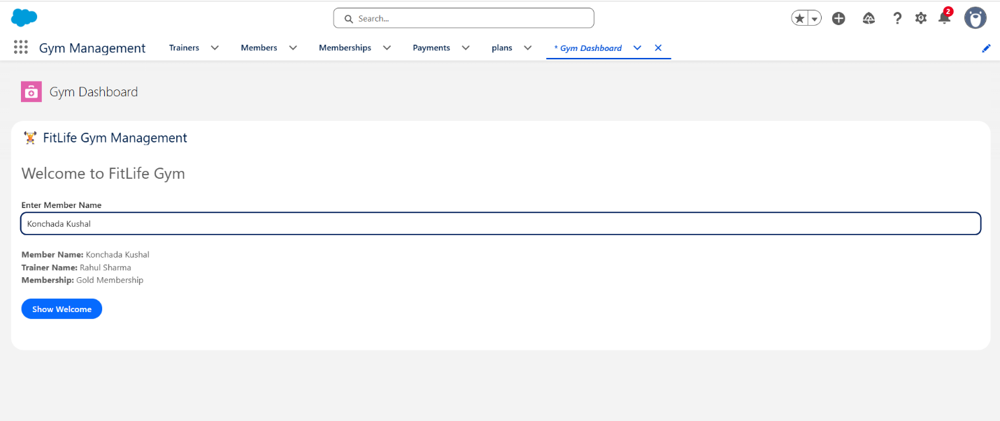 Search...
2
Gym Management Trainers Members Memberships Payments plans * Gym Dashboard
Gym Dashboard
FitLife Gym Management
Welcome to FitLife Gym
Enter Member Name
Konchada Kushal
Member Name: Konchada Kushal
Trainer Name: Rahul Sharma
Membership: Gold Membership
Show Welcome